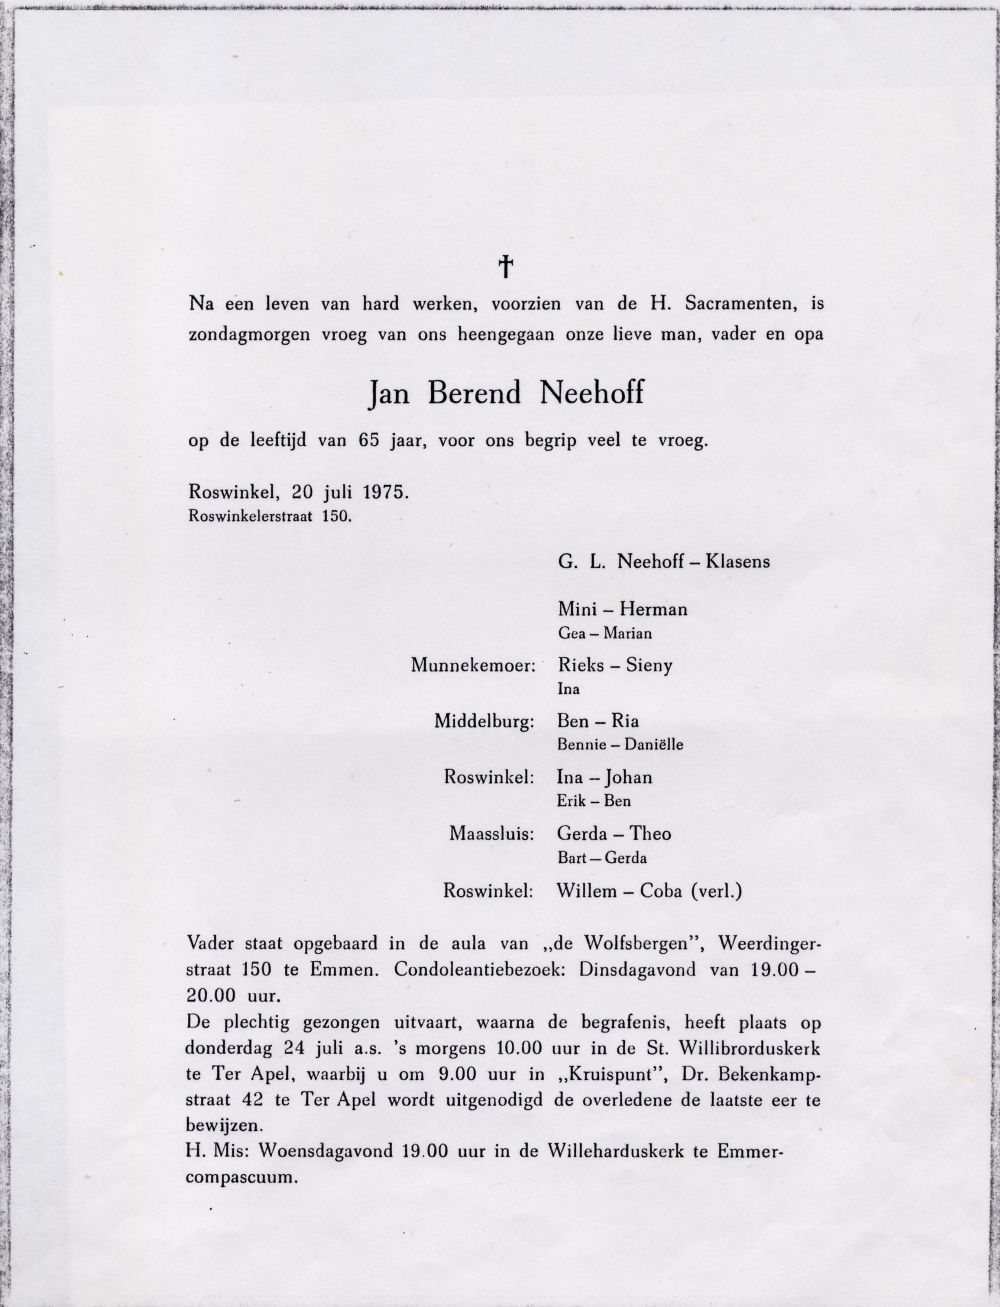 †
Na een leven van hard werken, voorzien van de H. Sacramenten, is
zondagmorgen vroeg van ons heengegaan onze lieve man, vader en opa
Jan Berend Neehoff
op de leeftijd van 65 jaar, voor ons begrip veel te vroeg.
Roswinkel, 20 juli 1975.
Roswinkelerstraat 150.
G. L. Neehoff – Klasens
Mini – Herman
Gea – Marian
Munnekemoer: Rieks – Sieny
Ina
Middelburg: Ben – Ria
Bennie – Daniëlle
Roswinkel: Ina – Johan
Erik – Ben
Maassluis: Gerda – Theo
Bart – Gerda
Roswinkel: Willem – Coba (verl.)
Vader staat opgebaard in de aula van „de Wolfsbergen”, Weerdinger-
straat 150 te Emmen. Condoleantiebezoek: Dinsdagavond van 19.00 –
20.00 uur.
De plechtig gezongen uitvaart, waarna de begrafenis, heeft plaats op
donderdag 24 juli a.s. ’s morgens 10.00 uur in de St. Willibrorduskerk
te Ter Apel, waarbij u om 9.00 uur in „Kruispunt”, Dr. Bekenkamp-
straat 42 te Ter Apel wordt uitgenodigd de overledene de laatste eer te
bewijzen.
H. Mis: Woensdagavond 19.00 uur in de Willeharduskerk te Emmer-
compascuum.